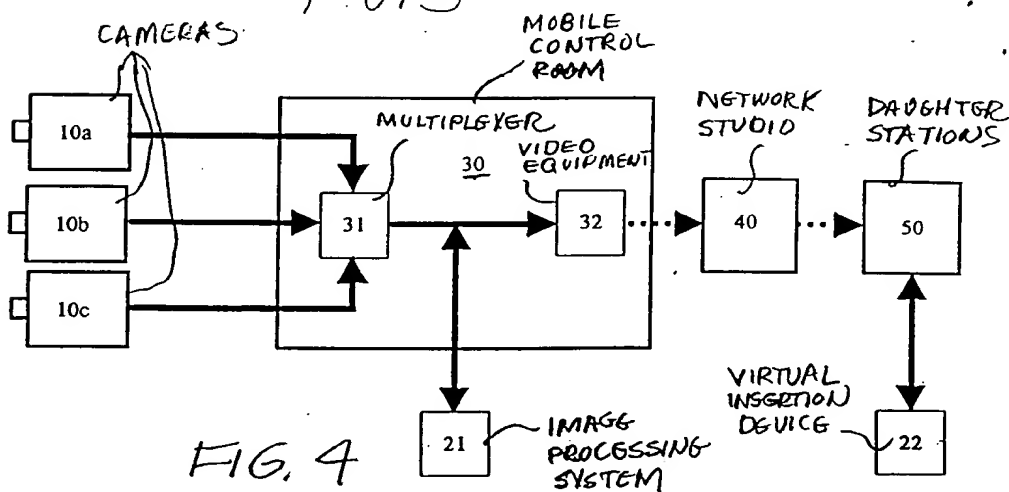 CAMERAS
MOBILE
CONTROL
ROOM
10a
MULTIPLEXER
30
VIDEO
EQUIPMENT
NETWORK
STUDIO
DAUGHTER
STATIONS
10b
31
32
40
50
10c
21
IMAGE
PROCESSING
SYSTEM
VIRTUAL
INSERTION
DEVICE
22
FIG. 4